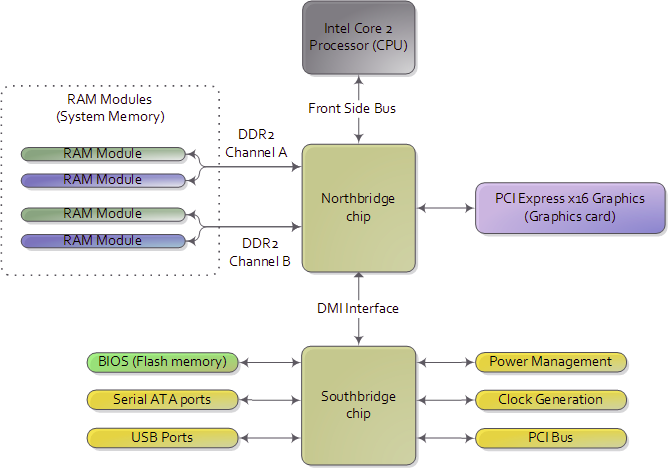 Intel Core 2
Processor (CPU)
Front Side Bus
RAM Modules
(System Memory)
RAM Module
RAM Module
RAM Module
RAM Module
DDR2
Channel A
DDR2
Channel B
Northbridge
chip
PCI Express x16 Graphics
(Graphics card)
DMI Interface
BIOS (Flash memory)
Serial ATA ports
USB Ports
Southbridge
chip
Power Management
Clock Generation
PCI Bus